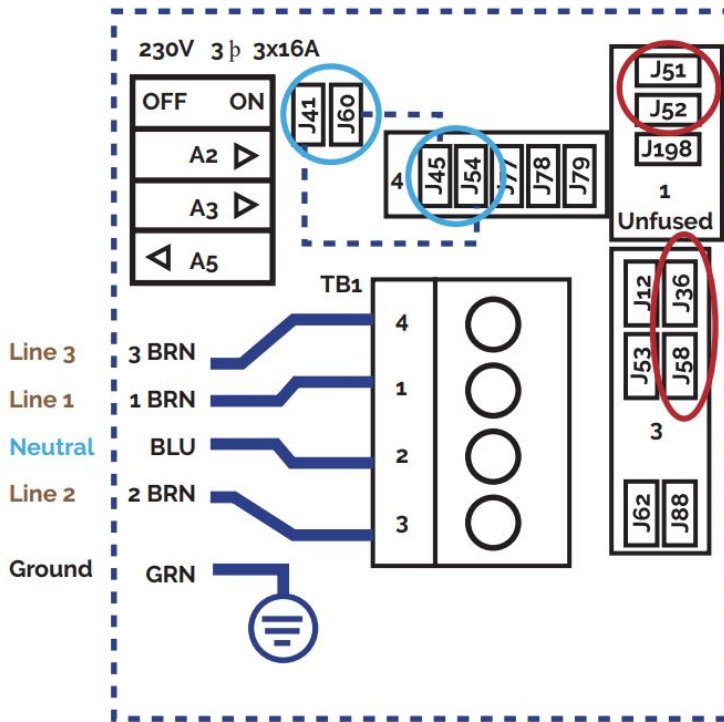 230V 3 þ 3x16A
OFF ON
A2
A3
A5
J41
J60
4
J45
J54
J77
J78
J79
J51
J52
J198
1
Unfused
J12
J36
J53
J58
3
J62
J88
TB1
4
1
2
3
Line 3 3 BRN
Line 1 1 BRN
Neutral BLU
Line 2 2 BRN
Ground GRN